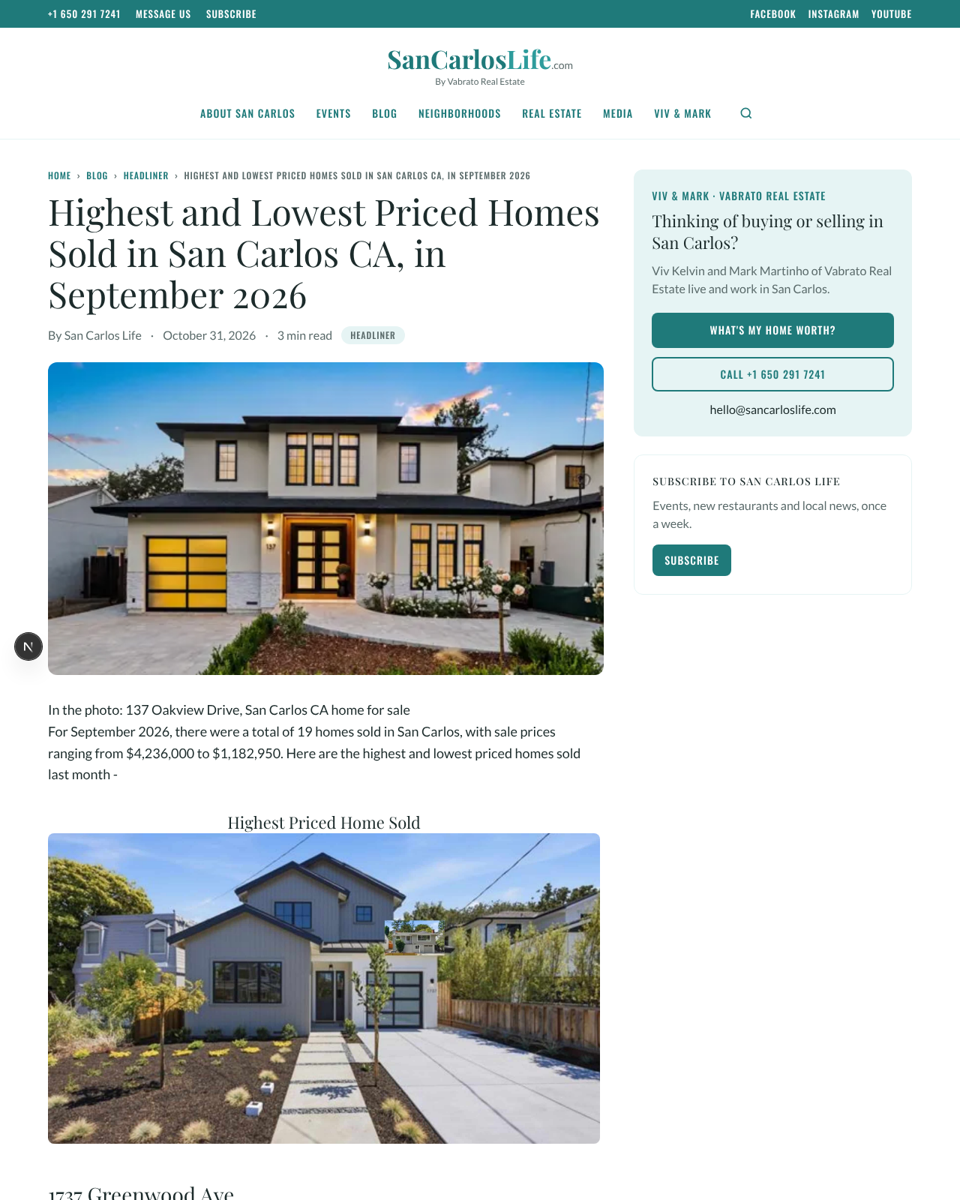 +1 650 291 7241 MESSAGE US SUBSCRIBE FACEBOOK INSTAGRAM YOUTUBE
SanCarlosLife.com
By Vabrato Real Estate
ABOUT SAN CARLOS EVENTS BLOG NEIGHBORHOODS REAL ESTATE MEDIA VIV & MARK
HOME › BLOG › HEADLINER › HIGHEST AND LOWEST PRICED HOMES SOLD IN SAN CARLOS CA, IN SEPTEMBER 2026
Highest and Lowest Priced Homes
Sold in San Carlos CA, in
September 2026
By San Carlos Life · October 31, 2026 · 3 min read HEADLINER
137
In the photo: 137 Oakview Drive, San Carlos CA home for sale
For September 2026, there were a total of 19 homes sold in San Carlos, with sale prices
ranging from $4,236,000 to $1,182,950. Here are the highest and lowest priced homes sold
last month -
Highest Priced Home Sold
1737 Greenwood Ave
VIV & MARK · VABRATO REAL ESTATE
Thinking of buying or selling in
San Carlos?
Viv Kelvin and Mark Martinho of Vabrato Real
Estate live and work in San Carlos.
WHAT'S MY HOME WORTH?
CALL +1 650 291 7241
hello@sancarloslife.com
SUBSCRIBE TO SAN CARLOS LIFE
Events, new restaurants and local news, once
a week.
SUBSCRIBE
N